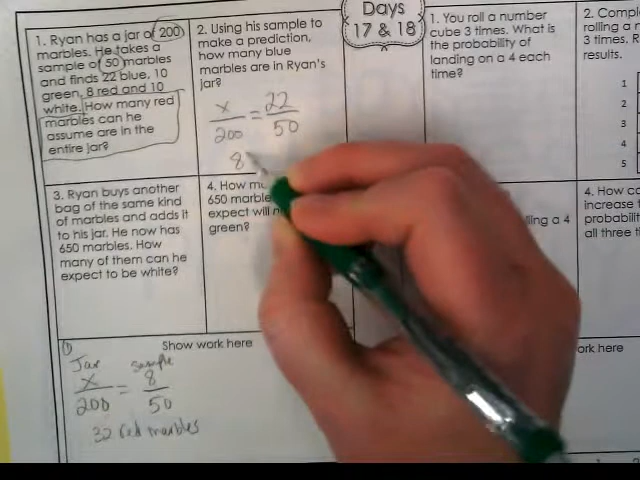 Days
17 & 18
1. Ryan has a jar of 200
marbles. He takes a
sample of 50 marbles
and finds 22 blue, 10
green, 8 red and 10
white. How many red
marbles can he
assume are in the
entire jar?
2. Using his sample to
make a prediction,
how many blue
marbles are in Ryan's
jar?
x/200 = 22/50
8
3. Ryan buys another
bag of the same kind
of marbles and adds it
to his jar. He now has
650 marbles. How
many of them can he
expect to be white?
4. How
650
expect will
green?
1
Show work here
Jar sample
x/200 = 8/50
32 red marbles
1. You roll a number
cube 3 times. What is
the probability of
landing on a 4 each
time?
2.
rolling a
3 times.
results.
1
2
3
4
5
a 4
4. How
increase
all three
here